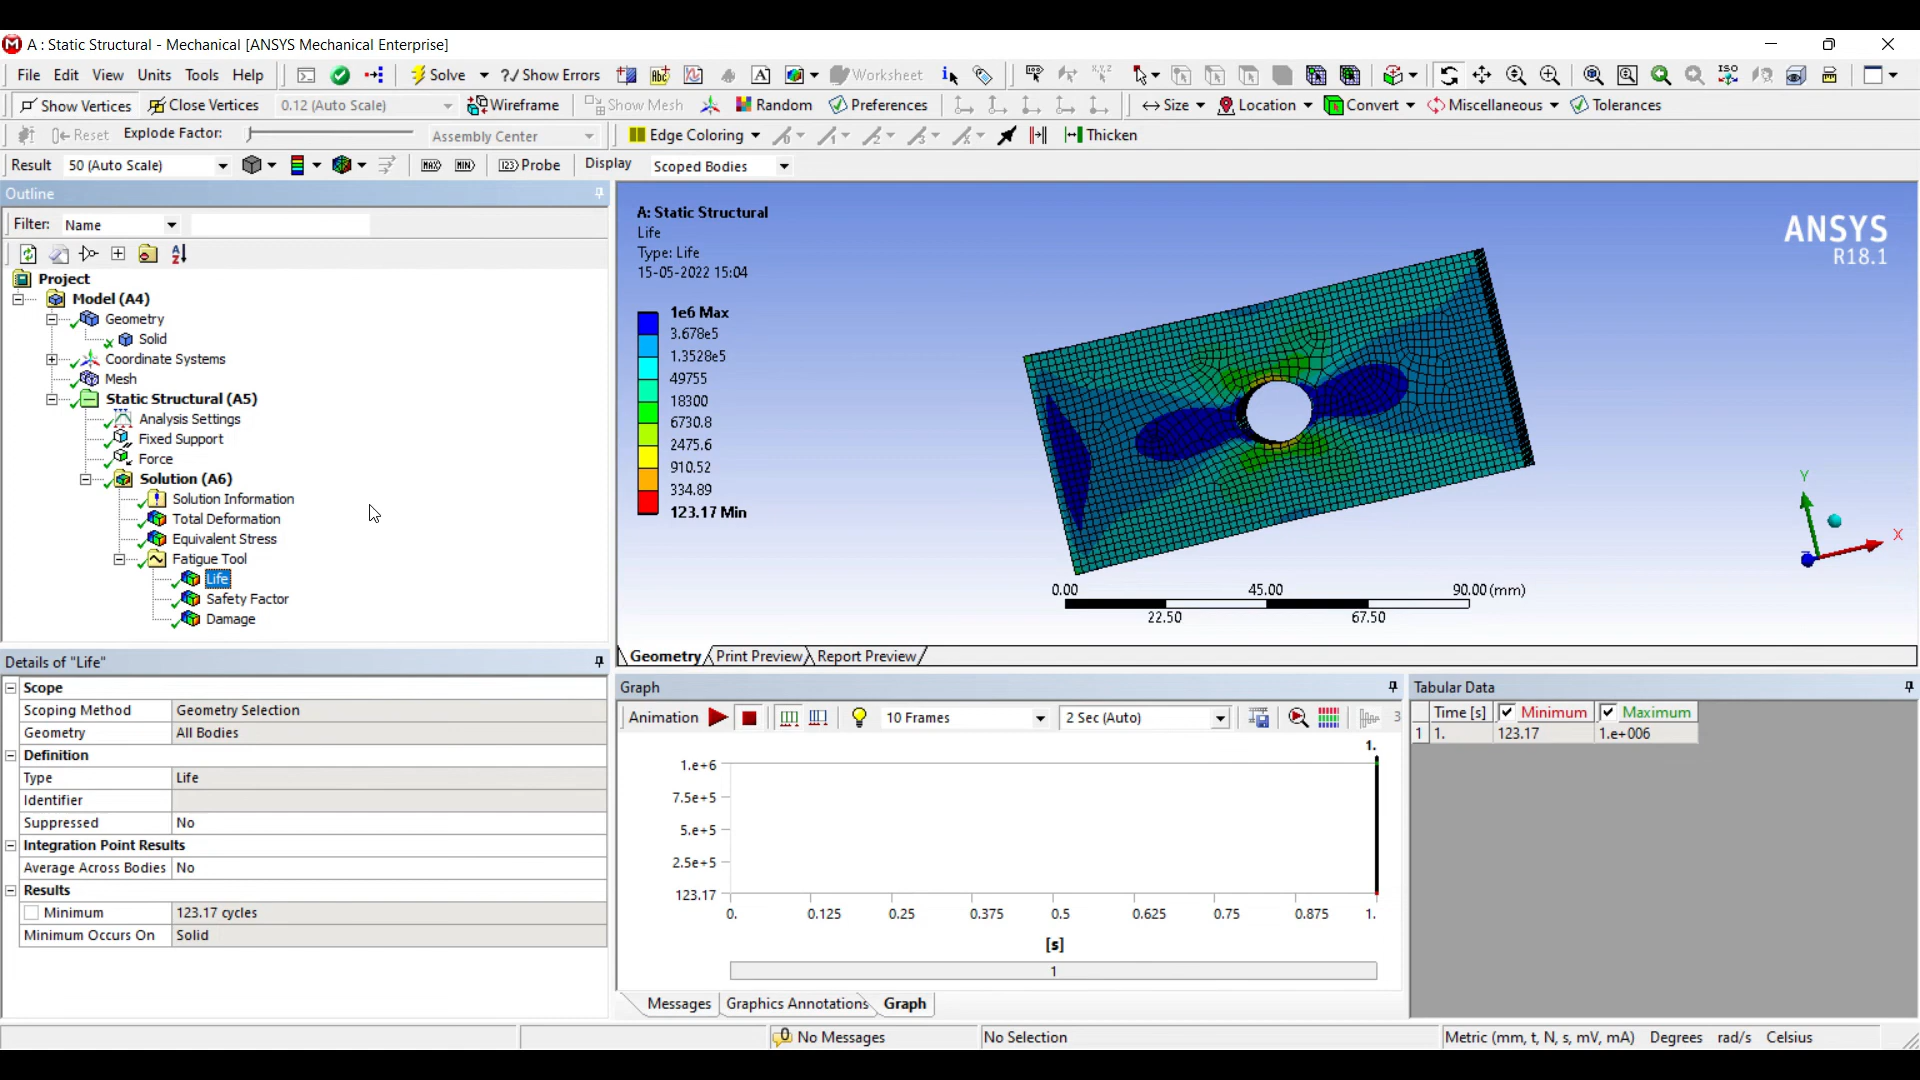 A : Static Structural - Mechanical [ANSYS Mechanical Enterprise]
File Edit View Units Tools Help Solve ?/ Show Errors Worksheet
Show Vertices Close Vertices 0.12 (Auto Scale) Wireframe Show Mesh Random Preferences Size Location Convert Miscellaneous Tolerances
Reset Explode Factor: Assembly Center Edge Coloring Thicken
Result 50 (Auto Scale) MAX MIN Probe Display Scoped Bodies
Outline
Filter: Name
Project
Model (A4)
Geometry
Solid
Coordinate Systems
Mesh
Static Structural (A5)
Analysis Settings
Fixed Support
Force
Solution (A6)
Solution Information
Total Deformation
Equivalent Stress
Fatigue Tool
Life
Safety Factor
Damage
Details of "Life"
Scope
Scoping Method Geometry Selection
Geometry All Bodies
Definition
Type Life
Identifier
Suppressed No
Integration Point Results
Average Across Bodies No
Results
Minimum 123.17 cycles
Minimum Occurs On Solid
A: Static Structural
Life
Type: Life
15-05-2022 15:04
1e6 Max
3.678e5
1.3528e5
49755
18300
6730.8
2475.6
910.52
334.89
123.17 Min
ANSYS
R18.1
Y
X
Z
0.00 45.00 90.00 (mm)
22.50 67.50
Geometry Print Preview Report Preview
Graph
Animation 10 Frames 2 Sec (Auto) 3
1.
1.e+6
7.5e+5
5.e+5
2.5e+5
123.17
0. 0.125 0.25 0.375 0.5 0.625 0.75 0.875 1.
[s]
1
Messages Graphics Annotations Graph
Tabular Data
Time [s] Minimum Maximum
1 1. 123.17 1.e+006
No Messages No Selection Metric (mm, t, N, s, mV, mA) Degrees rad/s Celsius